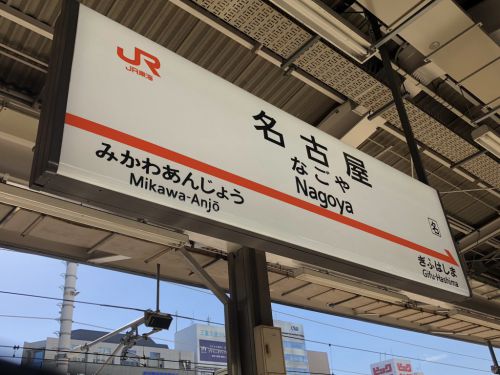 JR
JR東海
名古屋
なごや
Nagoya
みかわあんじょう
Mikawa-Anjō
ぎふはしま
Gifu-Hashima